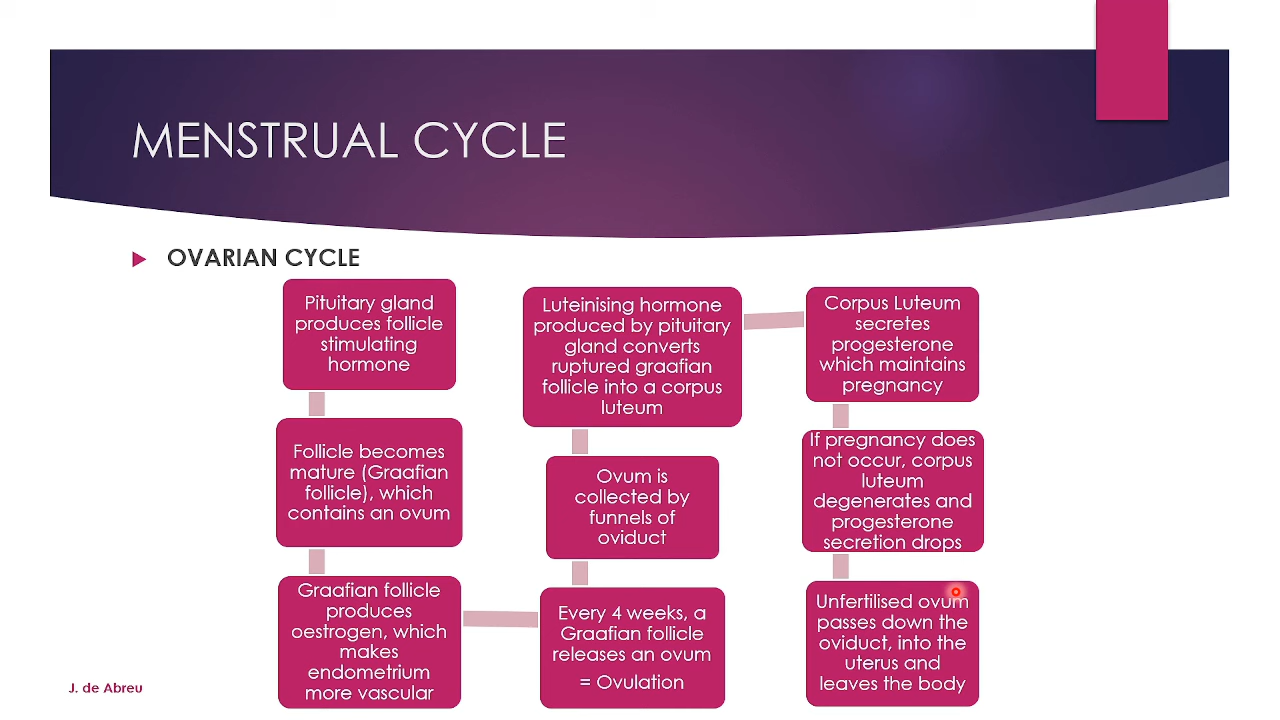 MENSTRUAL CYCLE
OVARIAN CYCLE
Pituitary gland
produces follicle
stimulating
hormone
Follicle becomes
mature (Graafian
follicle), which
contains an ovum
Graafian follicle
produces
oestrogen, which
makes
endometrium
more vascular
Every 4 weeks, a
Graafian follicle
releases an ovum
= Ovulation
Ovum is
collected by
funnels of
oviduct
Luteinising hormone
produced by pituitary
gland converts
ruptured graafian
follicle into a corpus
luteum
Corpus Luteum
secretes
progesterone
which maintains
pregnancy
If pregnancy does
not occur, corpus
luteum
degenerates and
progesterone
secretion drops
Unfertilised ovum
passes down the
oviduct, into the
uterus and
leaves the body
J. de Abreu